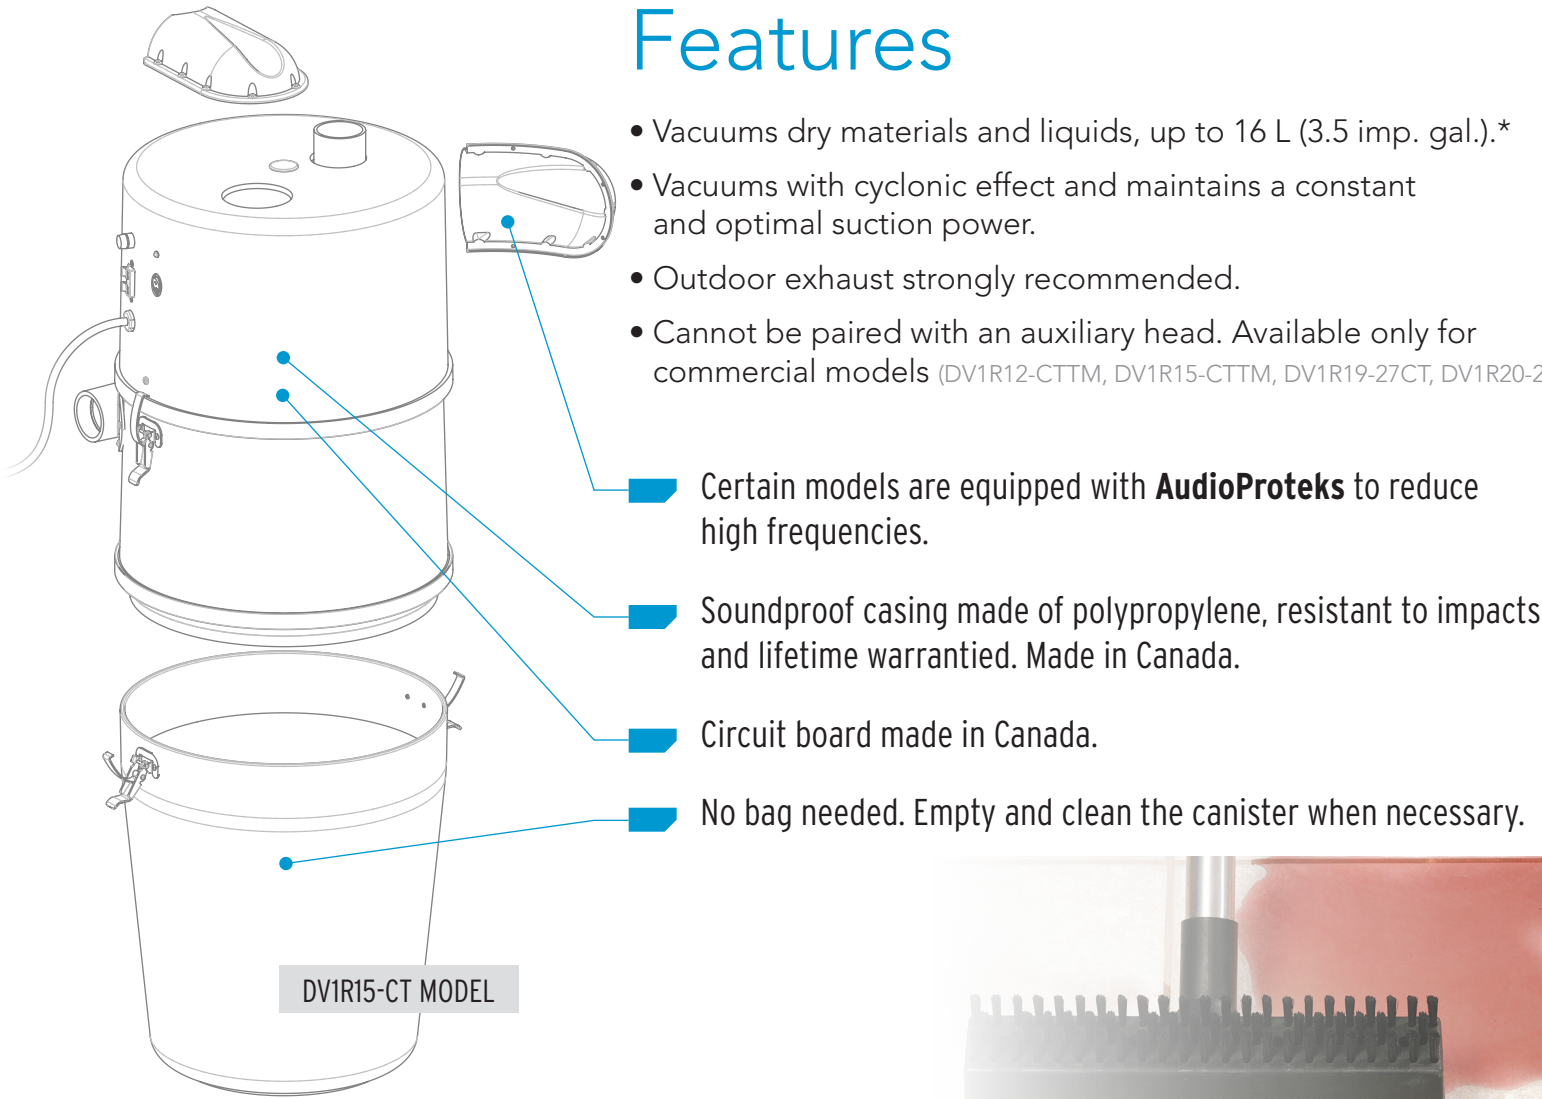 Features
• Vacuums dry materials and liquids, up to 16 L (3.5 imp. gal.).*
• Vacuums with cyclonic effect and maintains a constant
and optimal suction power.
• Outdoor exhaust strongly recommended.
• Cannot be paired with an auxiliary head. Available only for
commercial models (DV1R12-CTTM, DV1R15-CTTM, DV1R19-27CT,
Certain models are equipped with AudioProteks to reduce
high frequencies.
Soundproof casing made of polypropylene, resistant to impacts
and lifetime warrantied. Made in Canada.
Circuit board made in Canada.
No bag needed. Empty and clean the canister when necessary.
DV1R15-CT MODEL